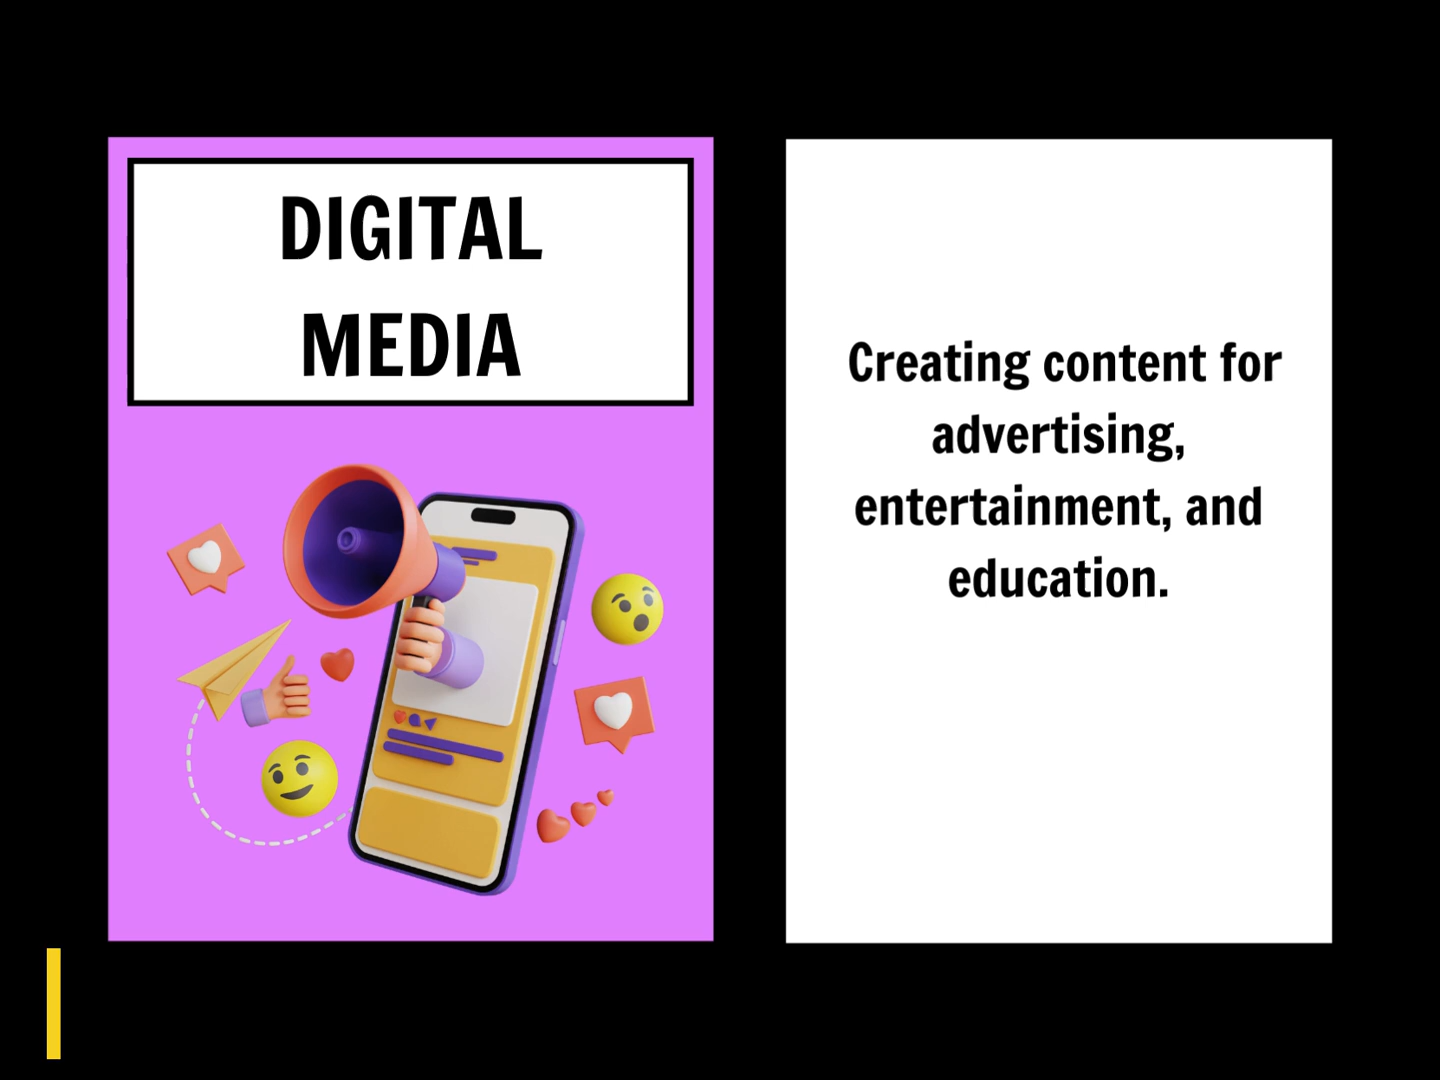 DIGITAL
MEDIA
Creating content for
advertising,
entertainment, and
education.